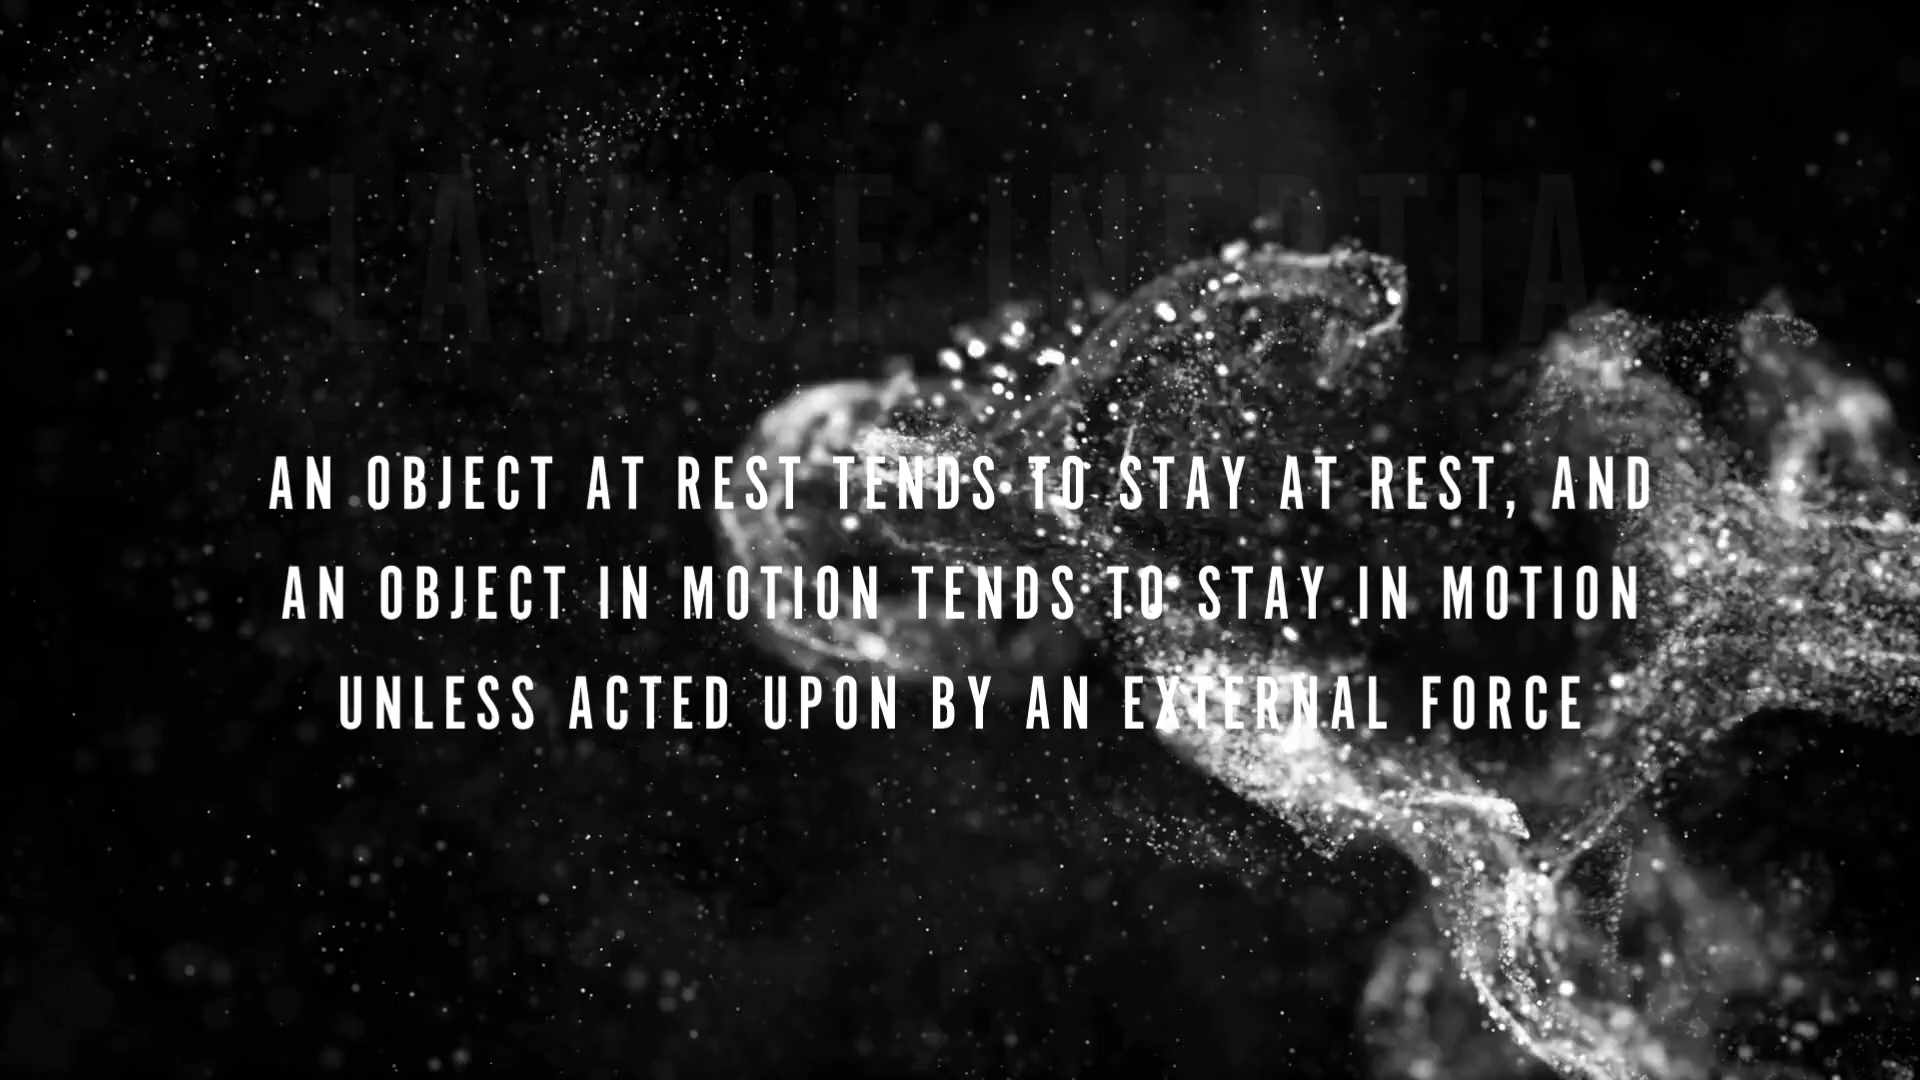 LAW OF INERTIA
AN OBJECT AT REST TENDS TO STAY AT REST, AND
AN OBJECT IN MOTION TENDS TO STAY IN MOTION
UNLESS ACTED UPON BY AN EXTERNAL FORCE